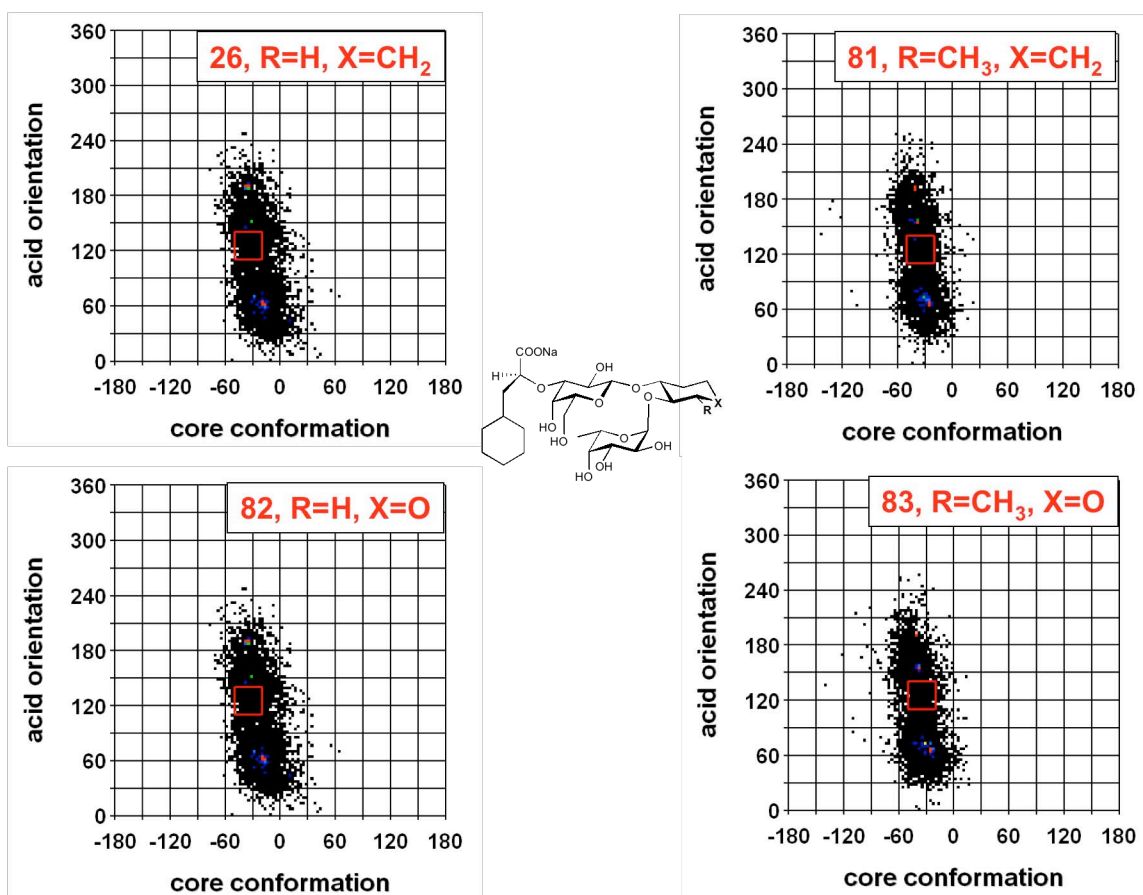 26, R=H, X=CH2
360
300
240
180
120
60
0
acid orientation
-180 -120 -60 0 60 120 180
core conformation
81, R=CH3, X=CH2
360
300
240
180
120
60
0
acid orientation
-180 -120 -60 0 60 120 180
core conformation
COONa
H
O
OH
O
O
O
X
R
HO
HO
O
O
OH
HO
HO
82, R=H, X=O
360
300
240
180
120
60
0
acid orientation
-180 -120 -60 0 60 120 180
core conformation
83, R=CH3, X=O
360
300
240
180
120
60
0
acid orientation
-180 -120 -60 0 60 120 180
core conformation